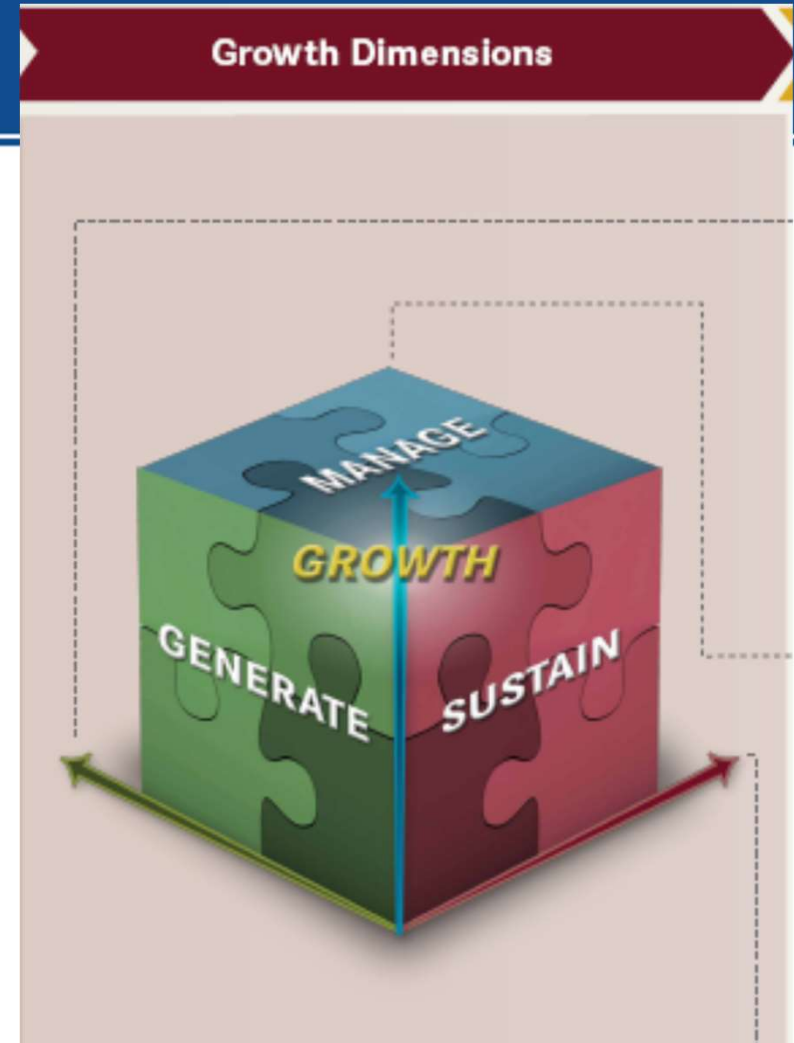 Growth Dimensions
MANAGE
GROWTH
GENERATE
SUSTAIN